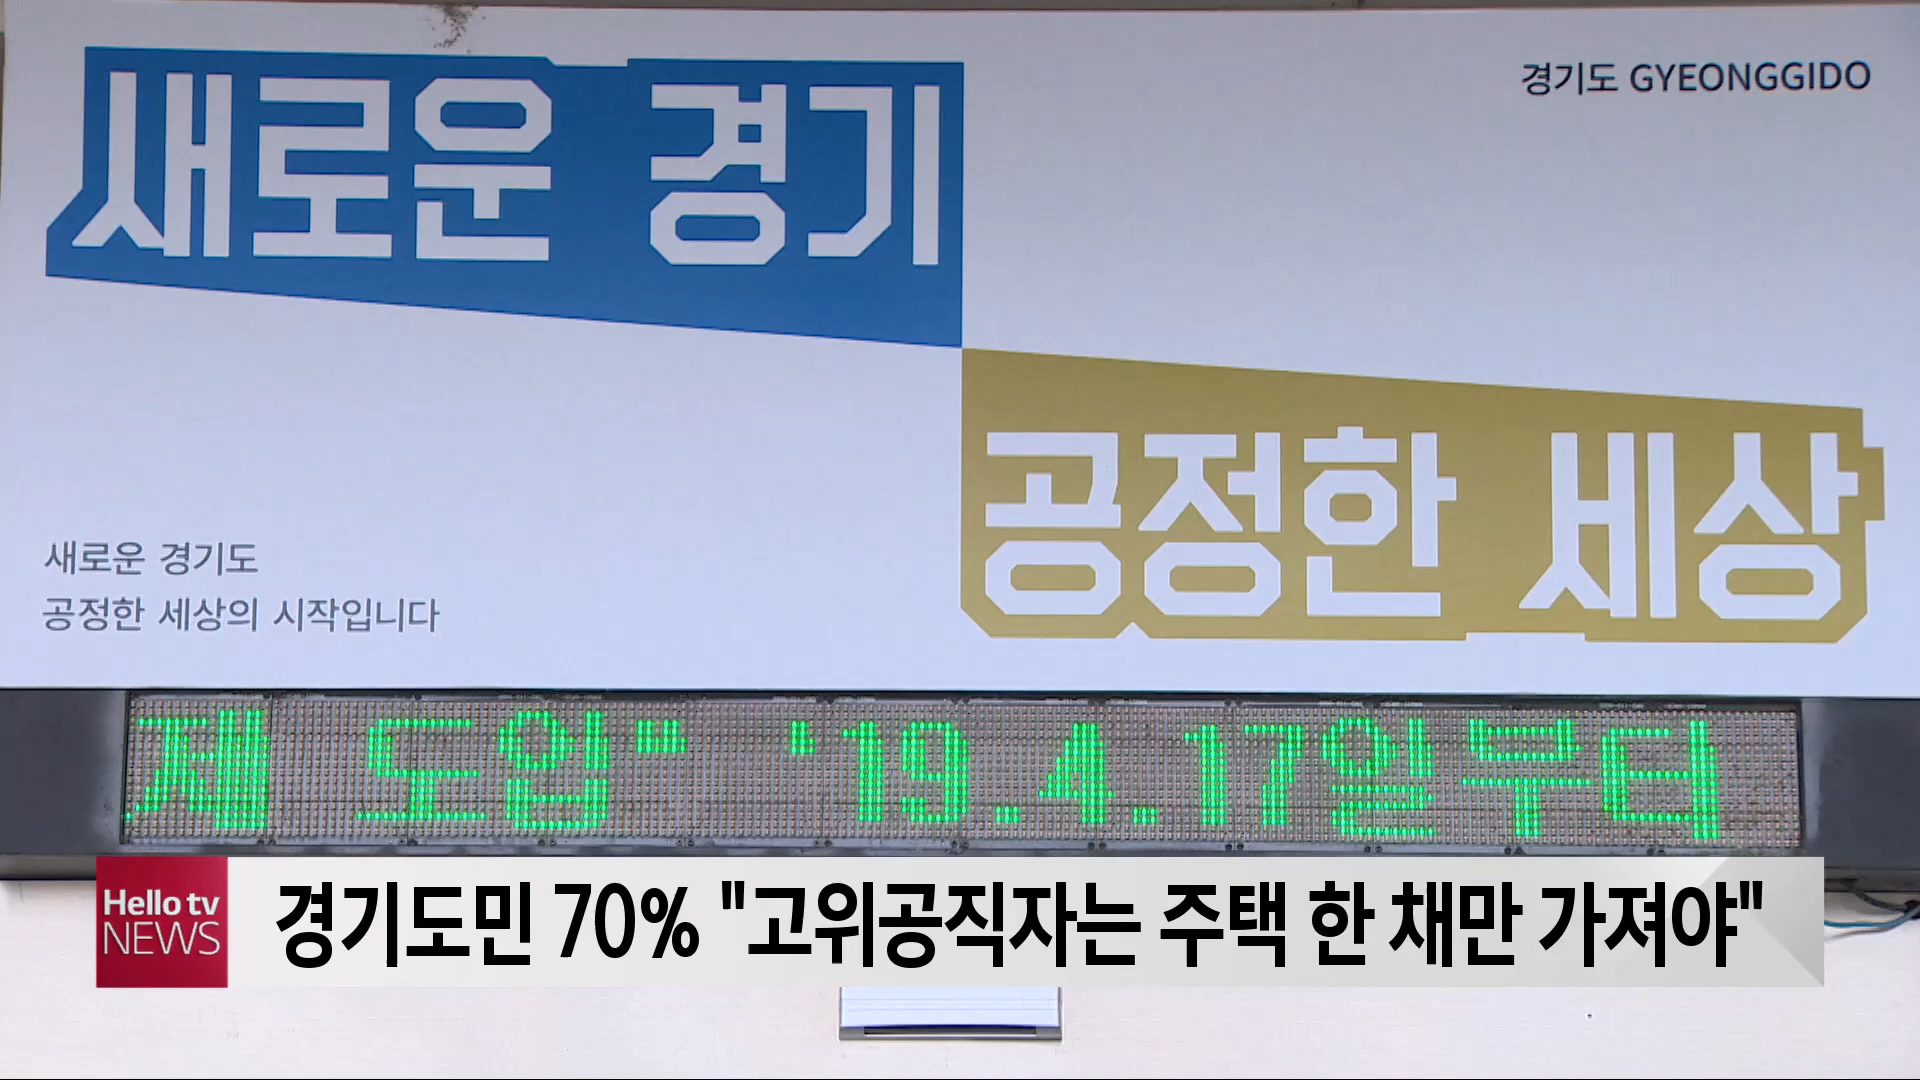 새로운 경기
경기도 GYEONGGIDO
공정한 세상
새로운 경기도
공정한 세상의 시작입니다
제 도입" '19.4.17일부터
Hello tv
NEWS
경기도민 70% "고위공직자는 주택 한 채만 가져야"